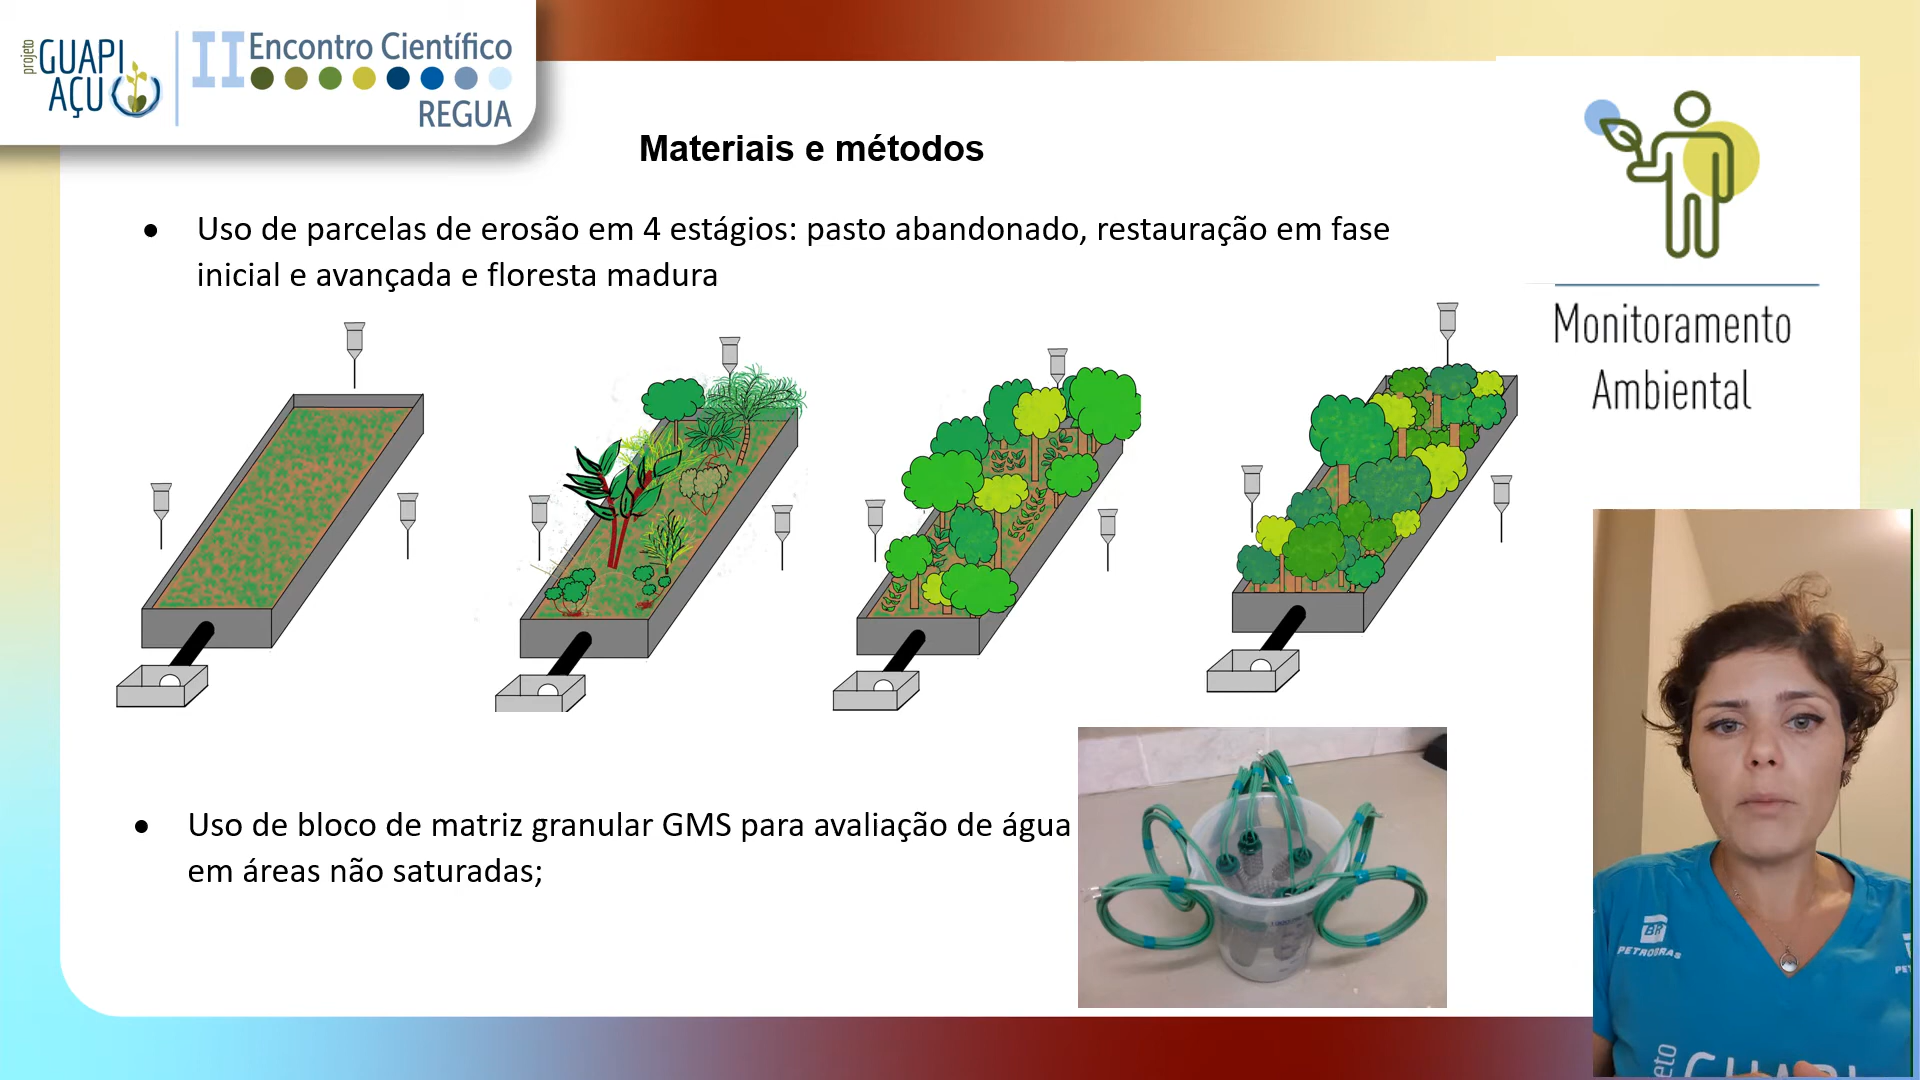 projeto
GUAPI
AÇU
II Encontro Científico
REGUA
Materiais e métodos
Uso de parcelas de erosão em 4 estágios: pasto abandonado, restauração em fase
inicial e avançada e floresta madura
Monitoramento
Ambiental
Uso de bloco de matriz granular GMS para avaliação de água
em áreas não saturadas;
BR
PETROBRAS